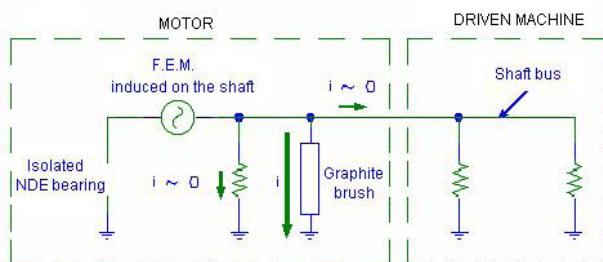 MOTOR
DRIVEN MACHINE
F.E.M.
induced on the shaft
i ~ 0
Shaft bus
Isolated
NDE bearing
i ~ 0
i
Graphite
brush